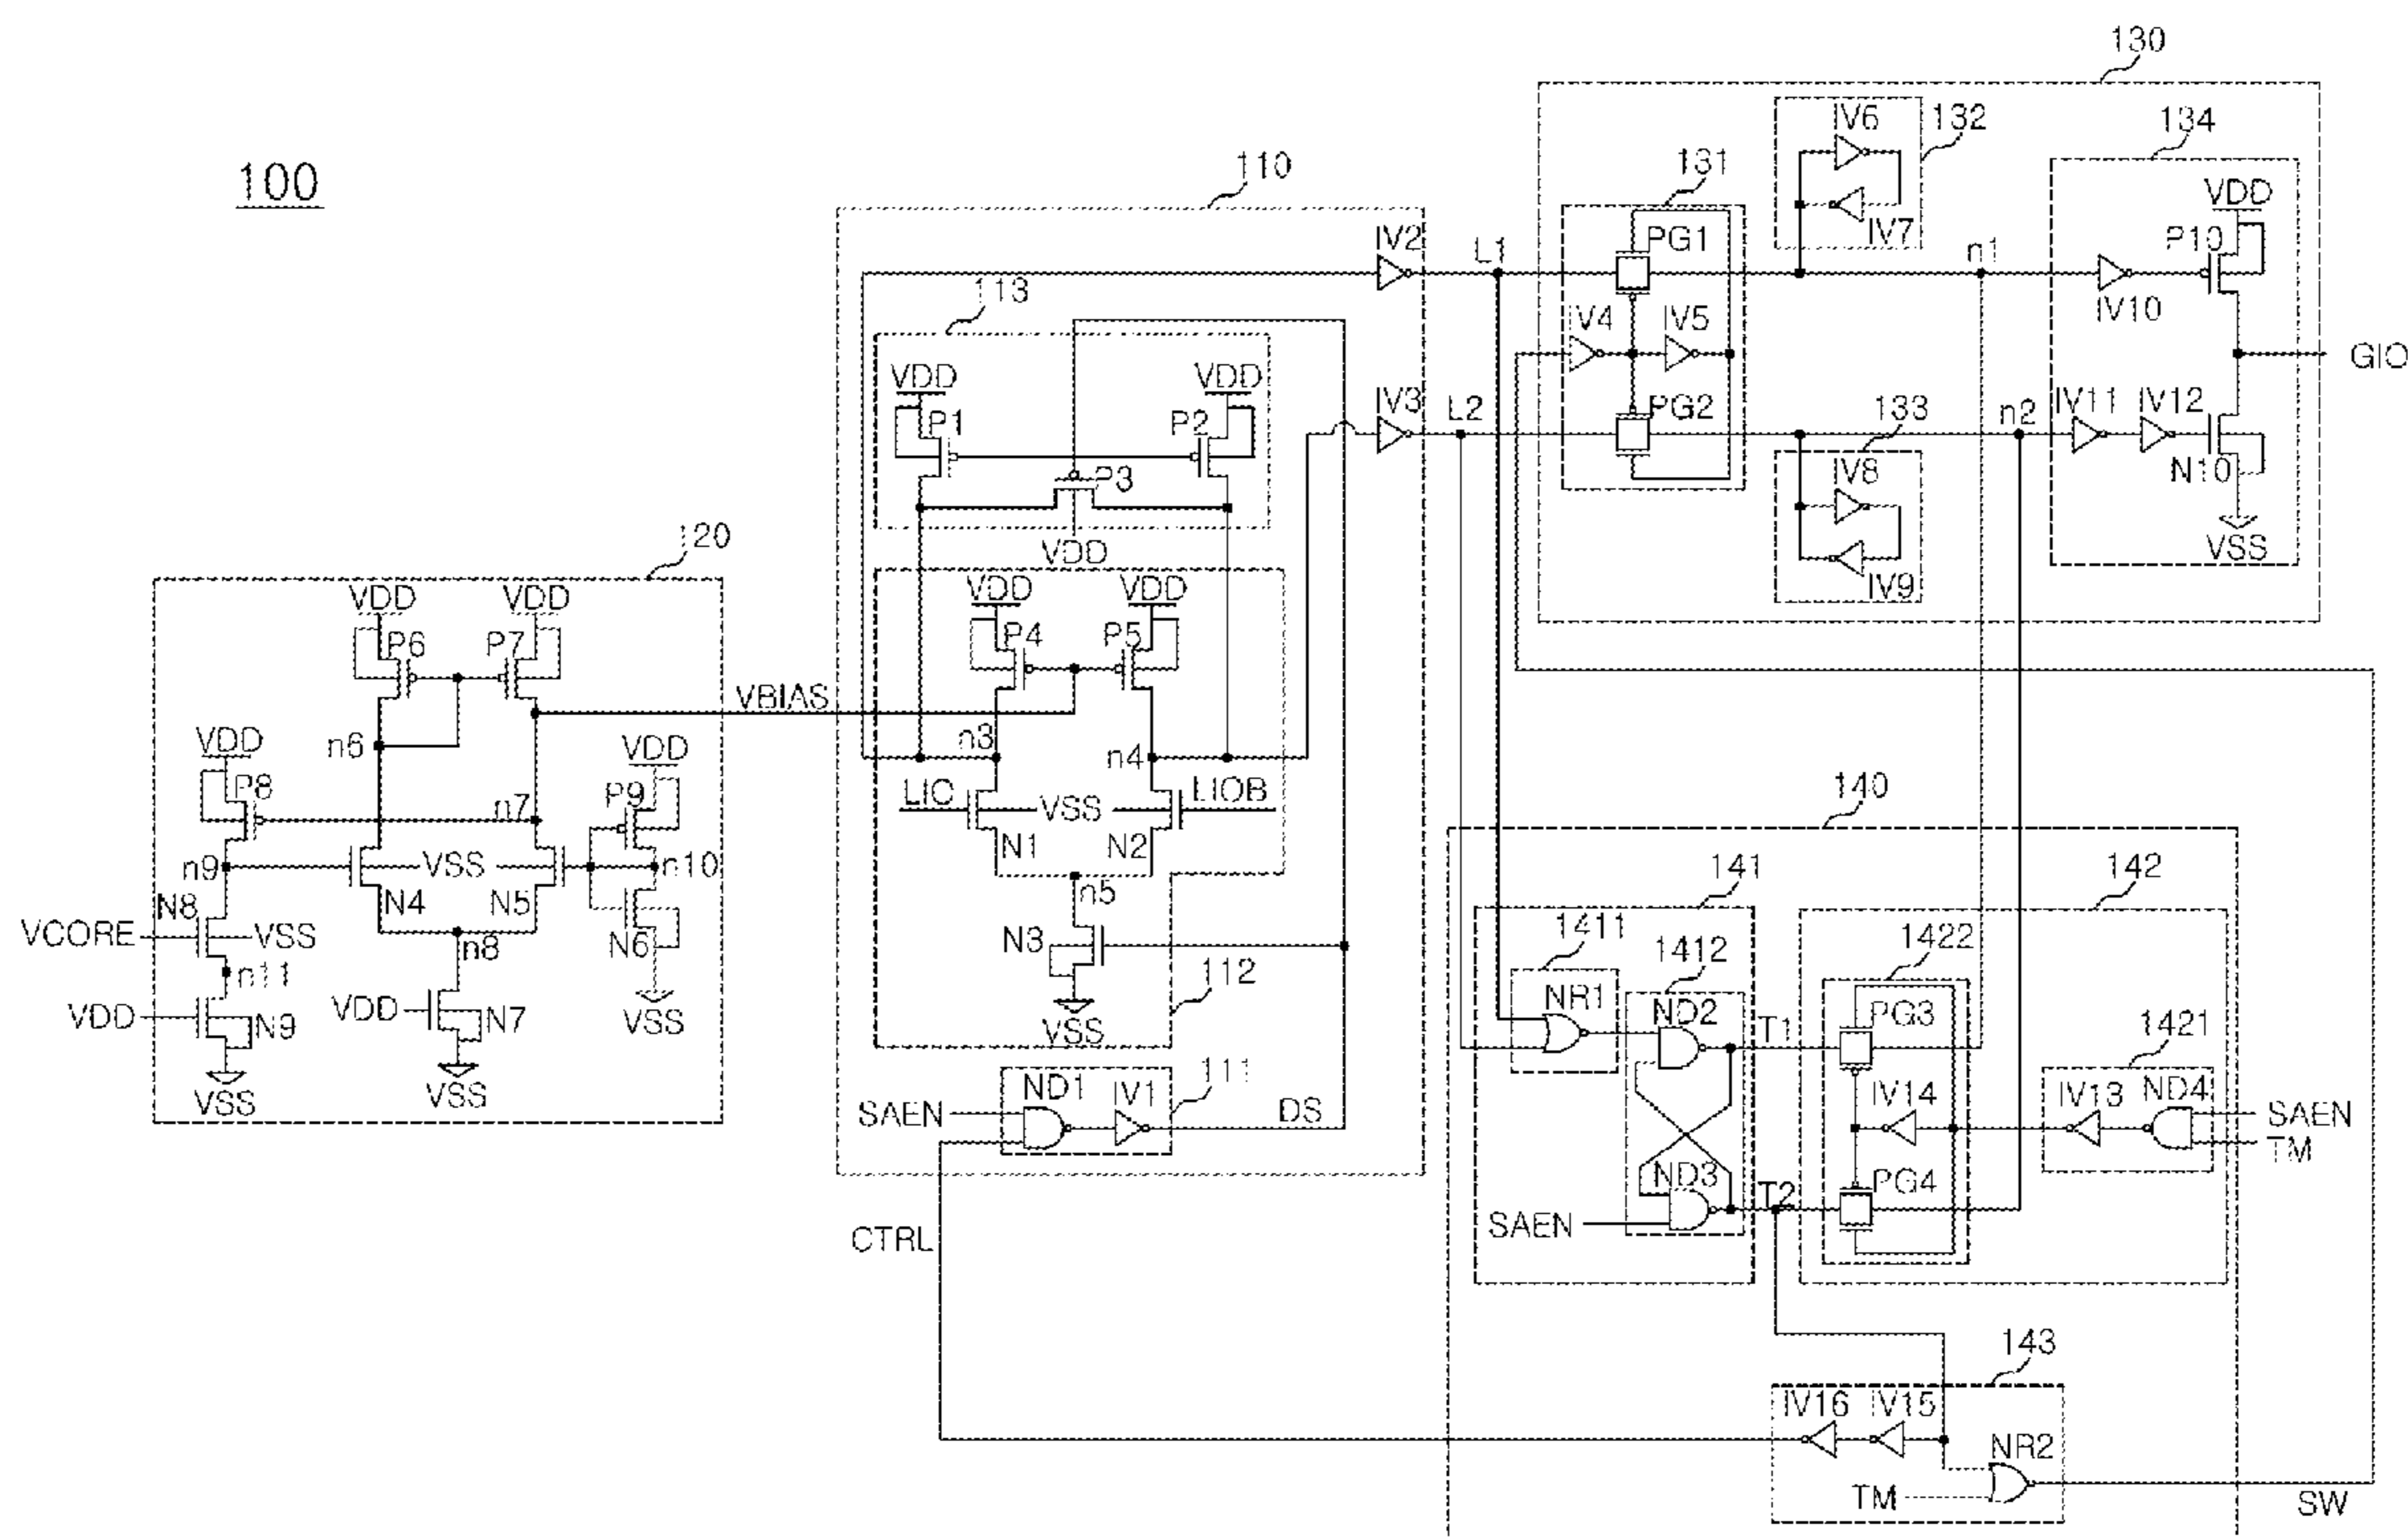 100
130
IV6
132
134
131
110
VDD
IV2
L1
PG1
IV7
n1
P10
113
IV10
IV4
IV5
GIO
VDD
VDD
IV3
L2
PG2
133
n2
IV11
IV12
P1
P2
P3
IV8
N10
120
VDD
IV9
VSS
VDD
VDD
VDD
VDD
P6
P7
P4
P5
VBIAS
n6
VDD
VDD
n3
n4
P8
P9
LIO
VSS
LIOB
140
n7
n9
VSS
n10
N1
N2
141
142
N8
N4
N5
n5
1411
1422
VCORE
VSS
N6
N3
1412
n8
n11
NR1
ND2
T1
PG3
1421
VDD
VDD
N7
112
N9
VSS
VSS
IV14
IV13
ND4
VSS
VSS
ND1
IV1
111
SAEN
DS
SAEN
TM
ND3
T2
PG4
SAEN
CTRL
143
IV16
IV15
NR2
TM
SW